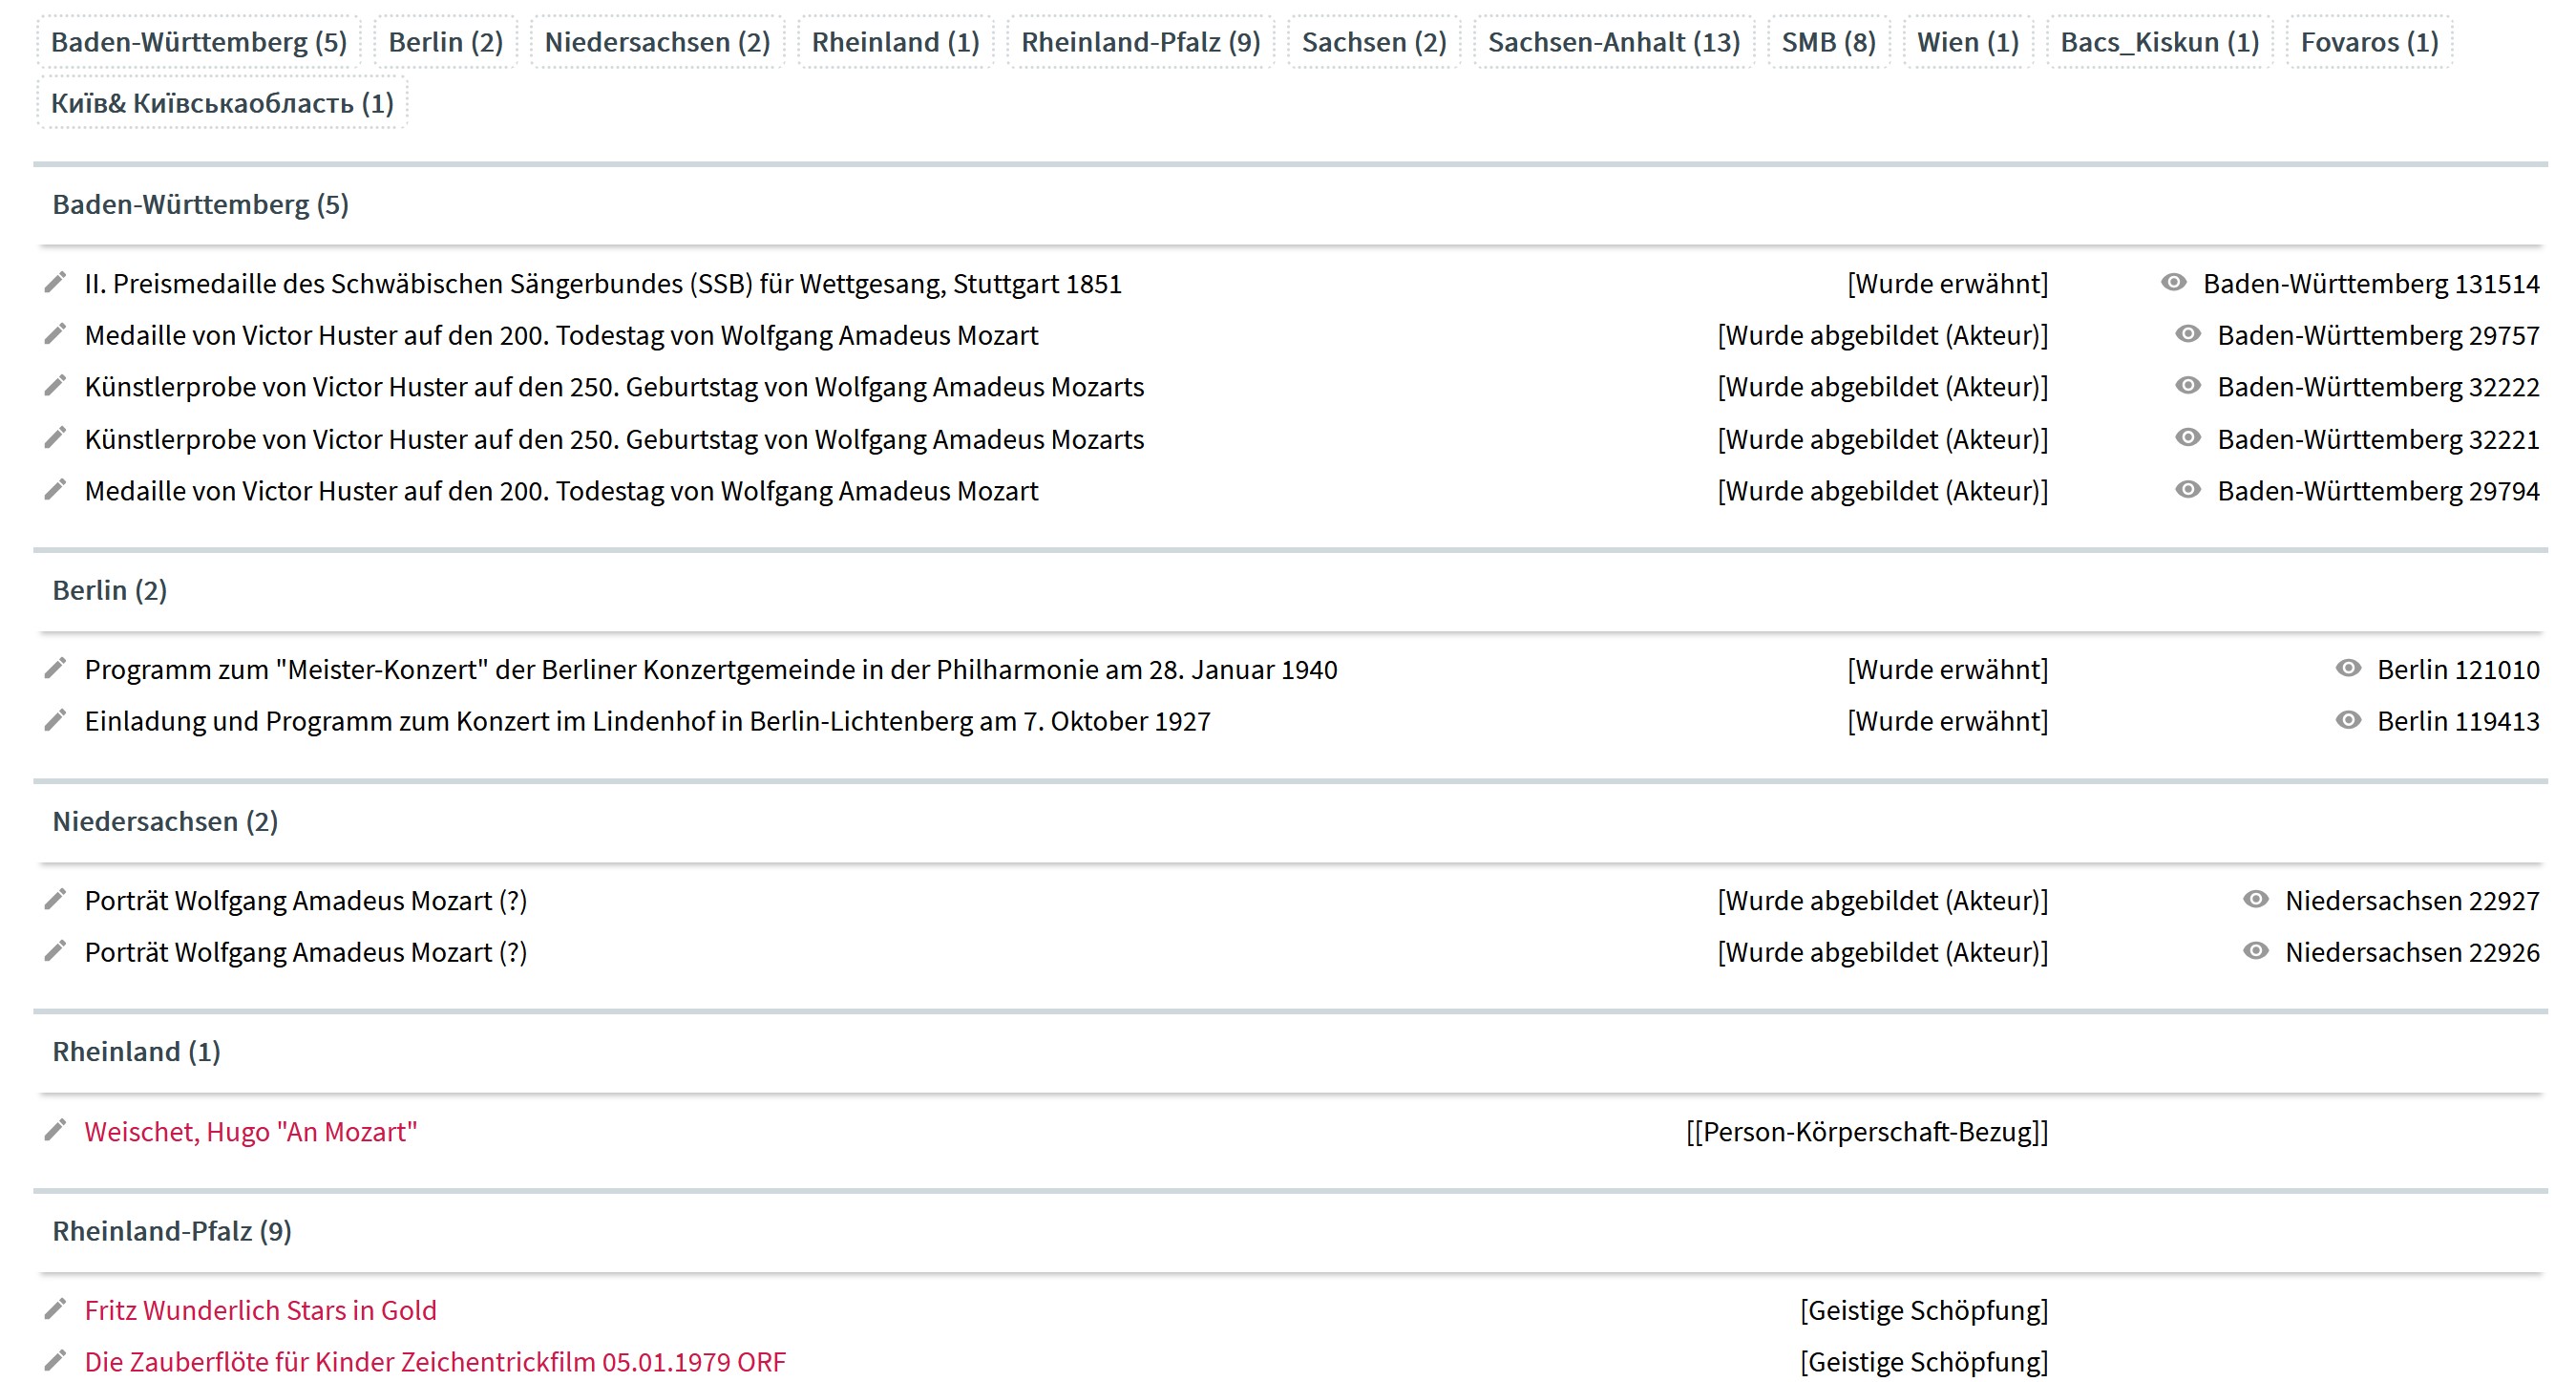 Baden-Württemberg (5) Berlin (2) Niedersachsen (2) Rheinland (1) Rheinland-Pfalz (9) Sachsen (2) Sachsen-Anhalt (13) SMB (8) Wien (1) Bacs_Kiskun (1) Fovaros (1)
Київ& Київськаобласть (1)
Baden-Württemberg (5)
II. Preismedaille des Schwäbischen Sängerbundes (SSB) für Wettgesang, Stuttgart 1851 [Wurde erwähnt] Baden-Württemberg 131514
Medaille von Victor Huster auf den 200. Todestag von Wolfgang Amadeus Mozart [Wurde abgebildet (Akteur)] Baden-Württemberg 29757
Künstlerprobe von Victor Huster auf den 250. Geburtstag von Wolfgang Amadeus Mozarts [Wurde abgebildet (Akteur)] Baden-Württemberg 32222
Künstlerprobe von Victor Huster auf den 250. Geburtstag von Wolfgang Amadeus Mozarts [Wurde abgebildet (Akteur)] Baden-Württemberg 32221
Medaille von Victor Huster auf den 200. Todestag von Wolfgang Amadeus Mozart [Wurde abgebildet (Akteur)] Baden-Württemberg 29794
Berlin (2)
Programm zum "Meister-Konzert" der Berliner Konzertgemeinde in der Philharmonie am 28. Januar 1940 [Wurde erwähnt] Berlin 121010
Einladung und Programm zum Konzert im Lindenhof in Berlin-Lichtenberg am 7. Oktober 1927 [Wurde erwähnt] Berlin 119413
Niedersachsen (2)
Porträt Wolfgang Amadeus Mozart (?) [Wurde abgebildet (Akteur)] Niedersachsen 22927
Porträt Wolfgang Amadeus Mozart (?) [Wurde abgebildet (Akteur)] Niedersachsen 22926
Rheinland (1)
Weischet, Hugo "An Mozart" [[Person-Körperschaft-Bezug]]
Rheinland-Pfalz (9)
Fritz Wunderlich Stars in Gold [Geistige Schöpfung]
Die Zauberflöte für Kinder Zeichentrickfilm 05.01.1979 ORF [Geistige Schöpfung]